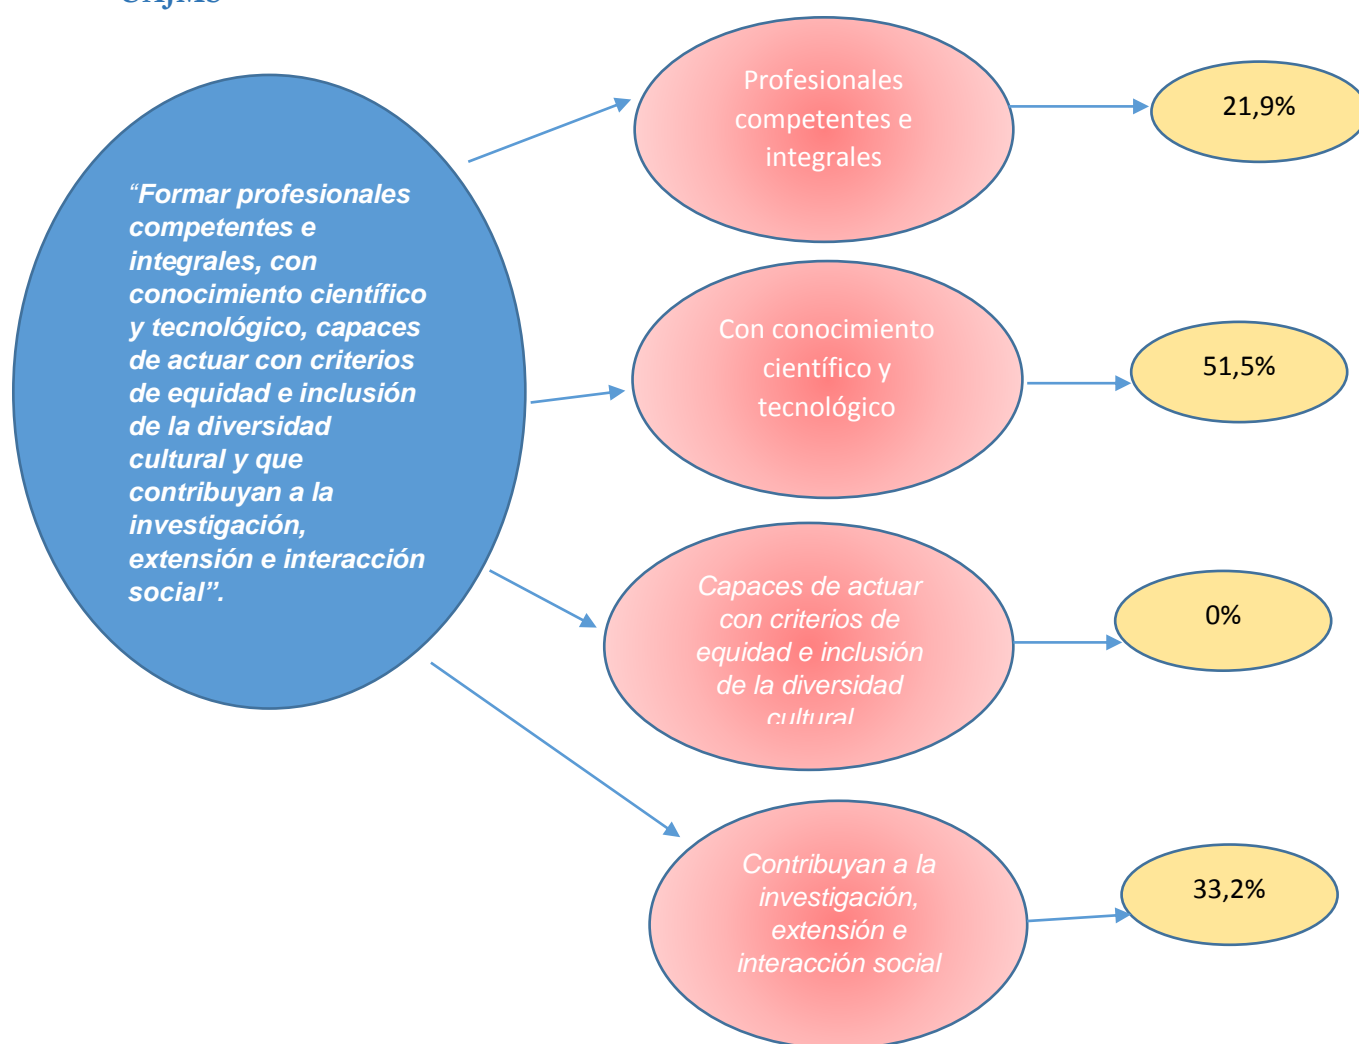 UAJMS
“Formar profesionales
competentes e
integrales, con
conocimiento científico
y tecnológico, capaces
de actuar con criterios
de equidad e inclusión
de la diversidad
cultural y que
contribuyan a la
investigación,
extensión e interacción
social”.
Profesionales
competentes e
integrales
21,9%
Con conocimiento
científico y
tecnológico
51,5%
Capaces de actuar
con criterios de
equidad e inclusión
de la diversidad
cultural
0%
Contribuyan a la
investigación,
extensión e
interacción social
33,2%